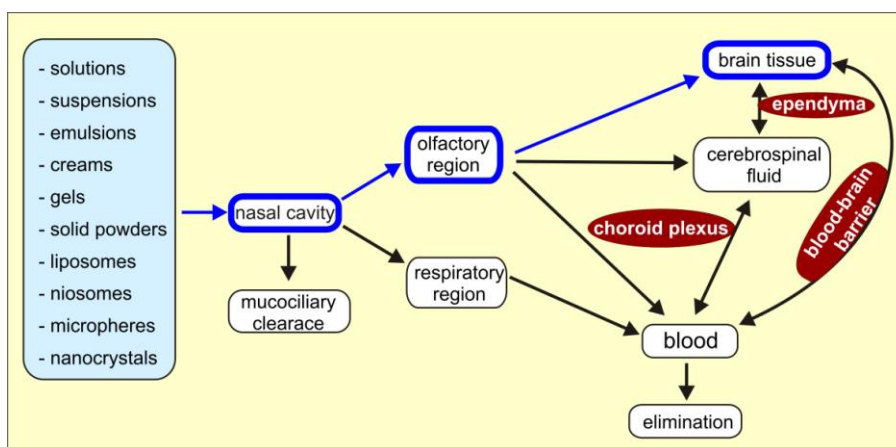 - solutions
- suspensions
- emulsions
- creams
- gels
- solid powders
- liposomes
- niosomes
- micropheres
- nanocrystals
nasal cavity
mucociliary
clearace
olfactory
region
respiratory
region
brain tissue
ependyma
cerebrospinal
fluid
choroid plexus
blood-brain
barrier
blood
elimination